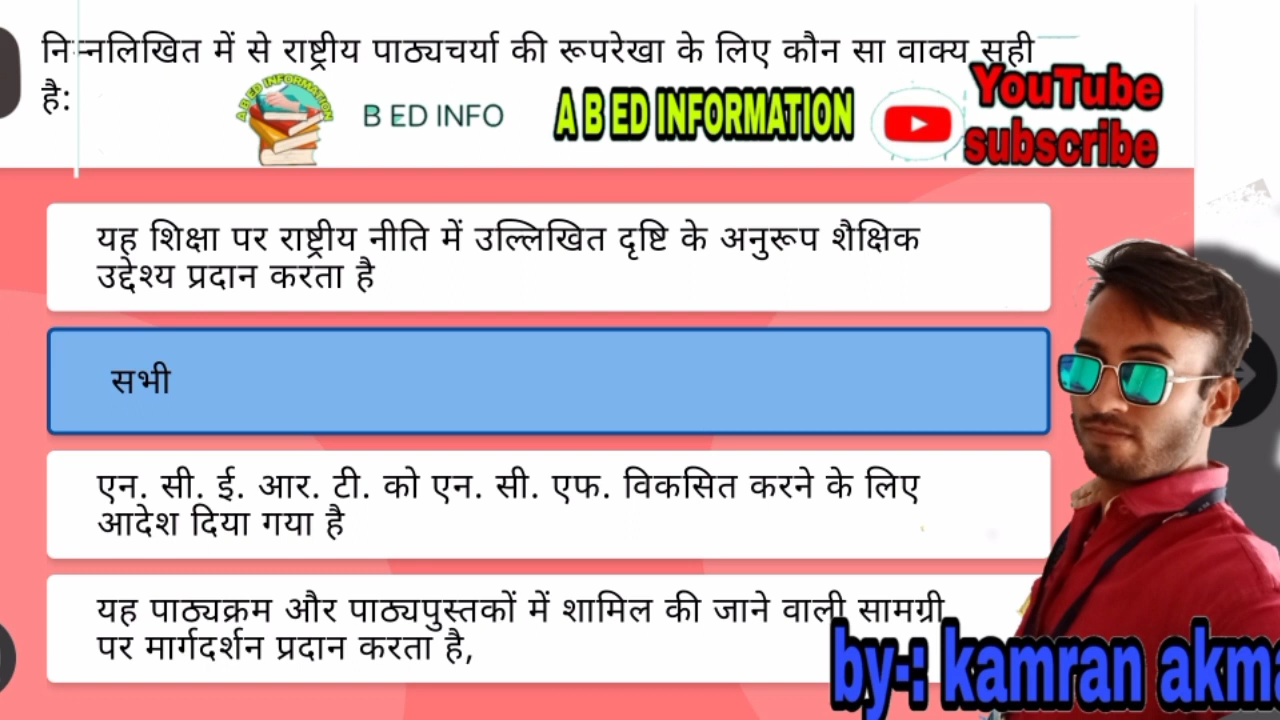 निम्नलिखित में से राष्ट्रीय पाठ्यचर्या की रूपरेखा के लिए कौन सा वाक्य सही
है:
A B ED INFORMATION
B ED INFO
A B ED INFORMATION
YouTube
subscribe
यह शिक्षा पर राष्ट्रीय नीति में उल्लिखित दृष्टि के अनुरूप शैक्षिक
उद्देश्य प्रदान करता है
सभी
एन. सी. ई. आर. टी. को एन. सी. एफ. विकसित करने के लिए
आदेश दिया गया है
यह पाठ्यक्रम और पाठ्यपुस्तकों में शामिल की जाने वाली सामग्री
पर मार्गदर्शन प्रदान करता है,
by-: kamran akma